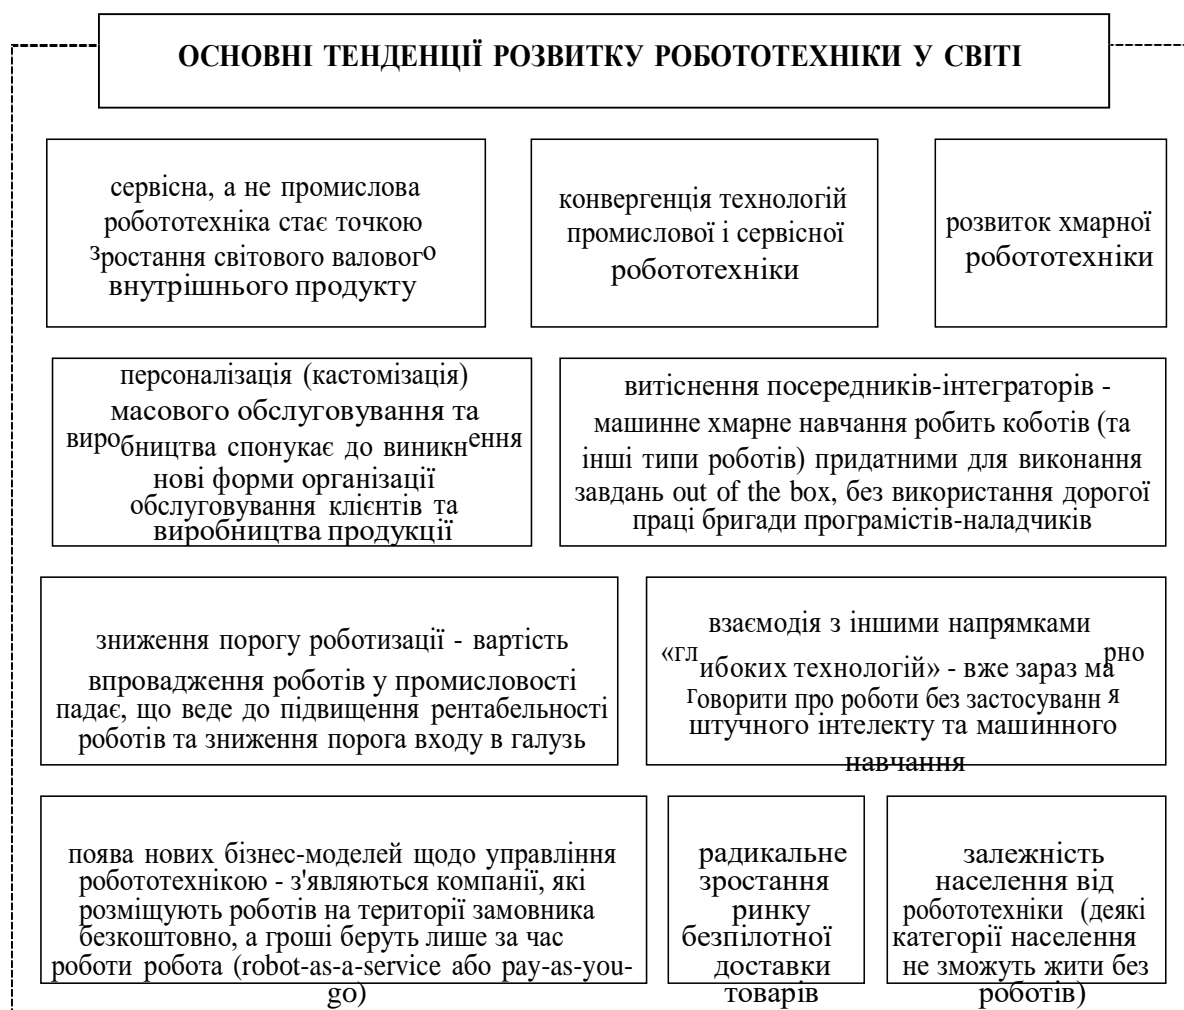 ОСНОВНІ ТЕНДЕНЦІЇ РОЗВИТКУ РОБОТОТЕХНІКИ У СВІТІ
сервісна, а не промислова
робототехніка стає точкою
зростання світового валового
внутрішнього продукту
конвергенція технологій
промислової і сервісної
робототехніки
розвиток хмарної
робототехніки
персоналізація (кастомізація)
масового обслуговування та
виробництва спонукає до виникнення
нові форми організації
обслуговування клієнтів та
виробництва продукції
витіснення посередників-інтеграторів -
машинне хмарне навчання робить коботів (та
інші типи роботів) придатними для виконання
завдань out of the box, без використання дорогої
праці бригади програмістів-наладчиків
зниження порогу роботизації - вартість
впровадження роботів у промисловості
падає, що веде до підвищення рентабельності
роботів та зниження порога входу в галузь
взаємодія з іншими напрямками
«глибоких технологій» - вже зараз марно
говорити про роботи без застосування
штучного інтелекту та машинного
навчання
поява нових бізнес-моделей щодо управління
робототехнікою - з'являються компанії, які
розміщують роботів на території замовника
безкоштовно, а гроші беруть лише за час
роботи робота (robot-as-a-service або pay-as-you-
go)
радикальне
зростання
ринку
безпілотної
доставки
товарів
залежність
населення від
робототехніки (деякі
категорії населення
не зможуть жити без
роботів)